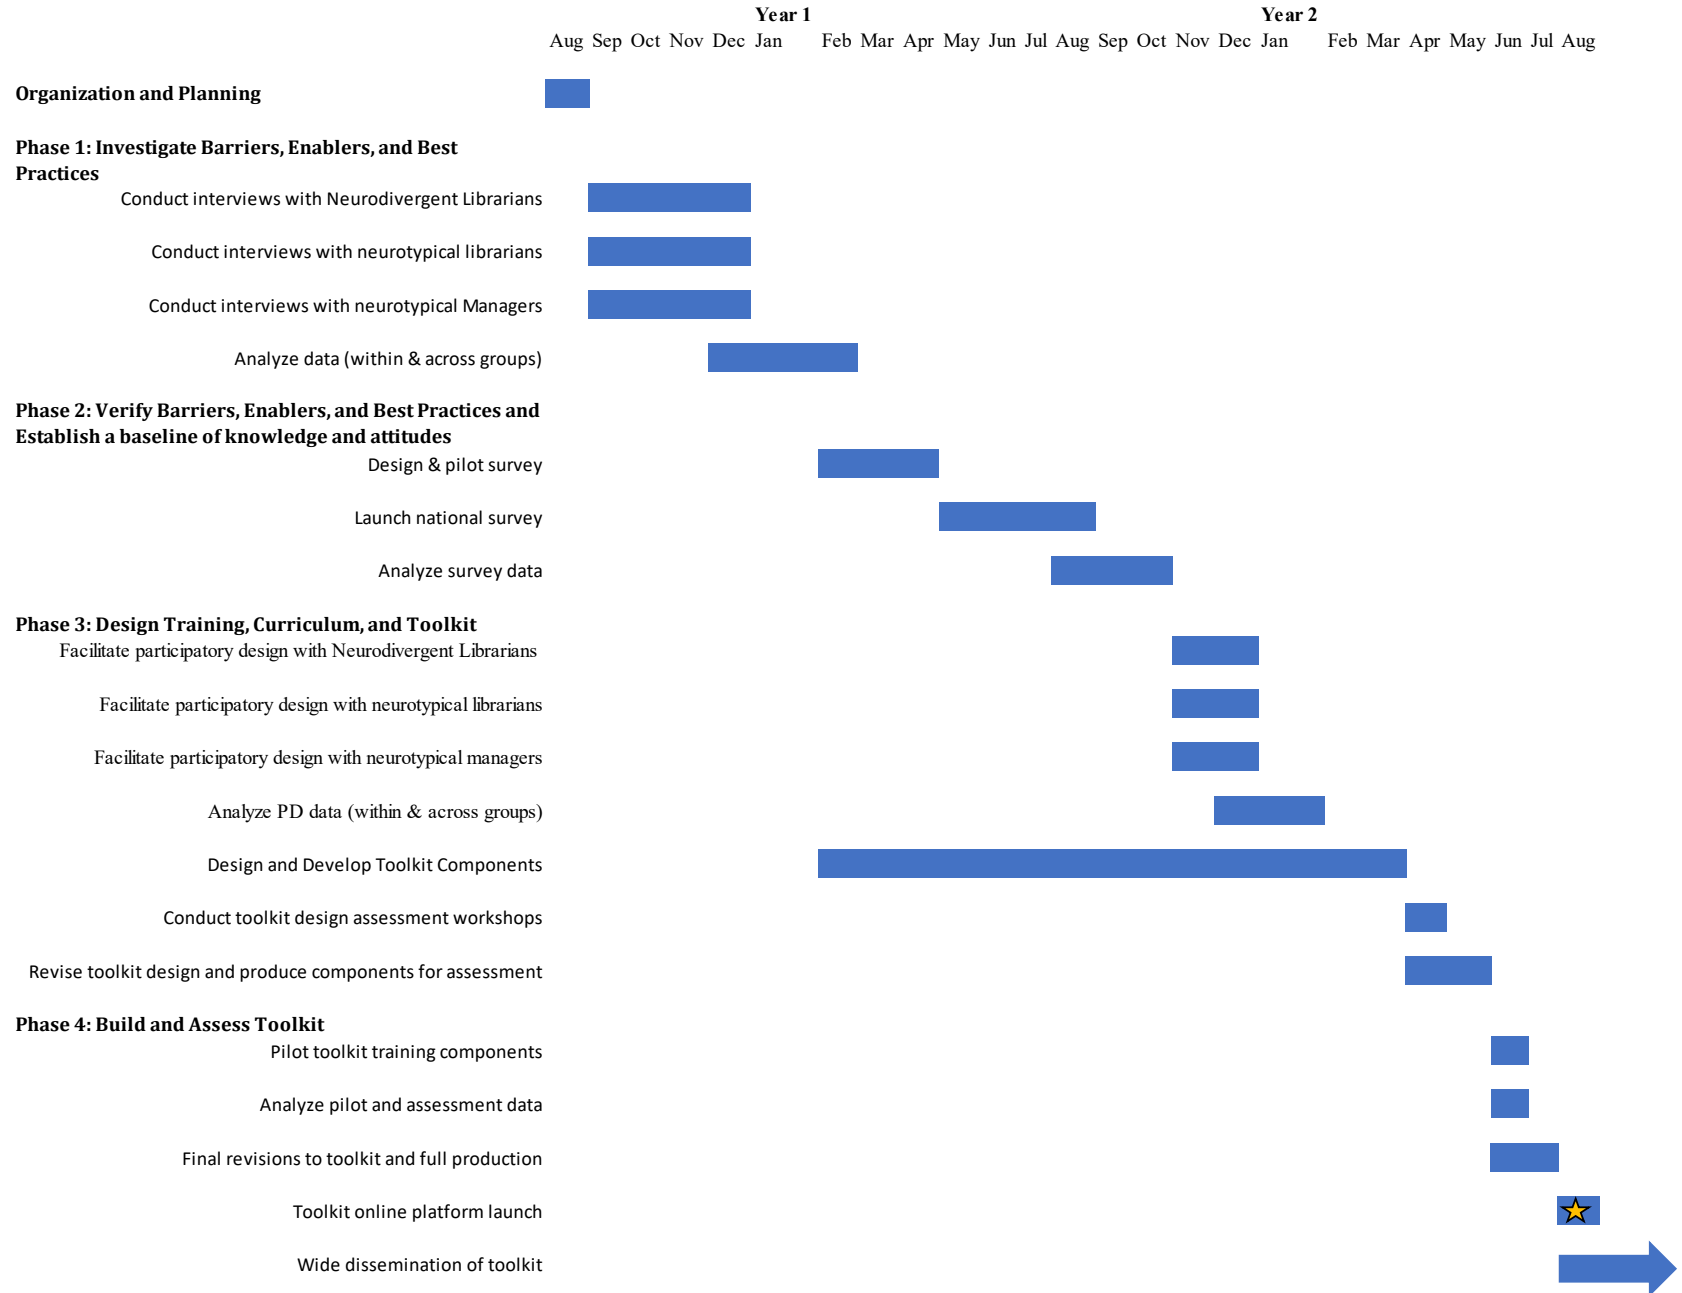 Year 1 Year 2
Aug Sep Oct Nov Dec Jan Feb Mar Apr May Jun Jul Aug Sep Oct Nov Dec Jan Feb Mar Apr May Jun Jul Aug
Organization and Planning
Phase 1: Investigate Barriers, Enablers, and Best
Practices
Conduct interviews with Neurodivergent Librarians
Conduct interviews with neurotypical librarians
Conduct interviews with neurotypical Managers
Analyze data (within & across groups)
Phase 2: Verify Barriers, Enablers, and Best Practices and
Establish a baseline of knowledge and attitudes
Design & pilot survey
Launch national survey
Analyze survey data
Phase 3: Design Training, Curriculum, and Toolkit
Facilitate participatory design with Neurodivergent Librarians
Facilitate participatory design with neurotypical librarians
Facilitate participatory design with neurotypical managers
Analyze PD data (within & across groups)
Design and Develop Toolkit Components
Conduct toolkit design assessment workshops
Revise toolkit design and produce components for assessment
Phase 4: Build and Assess Toolkit
Pilot toolkit training components
Analyze pilot and assessment data
Final revisions to toolkit and full production
Toolkit online platform launch
Wide dissemination of toolkit